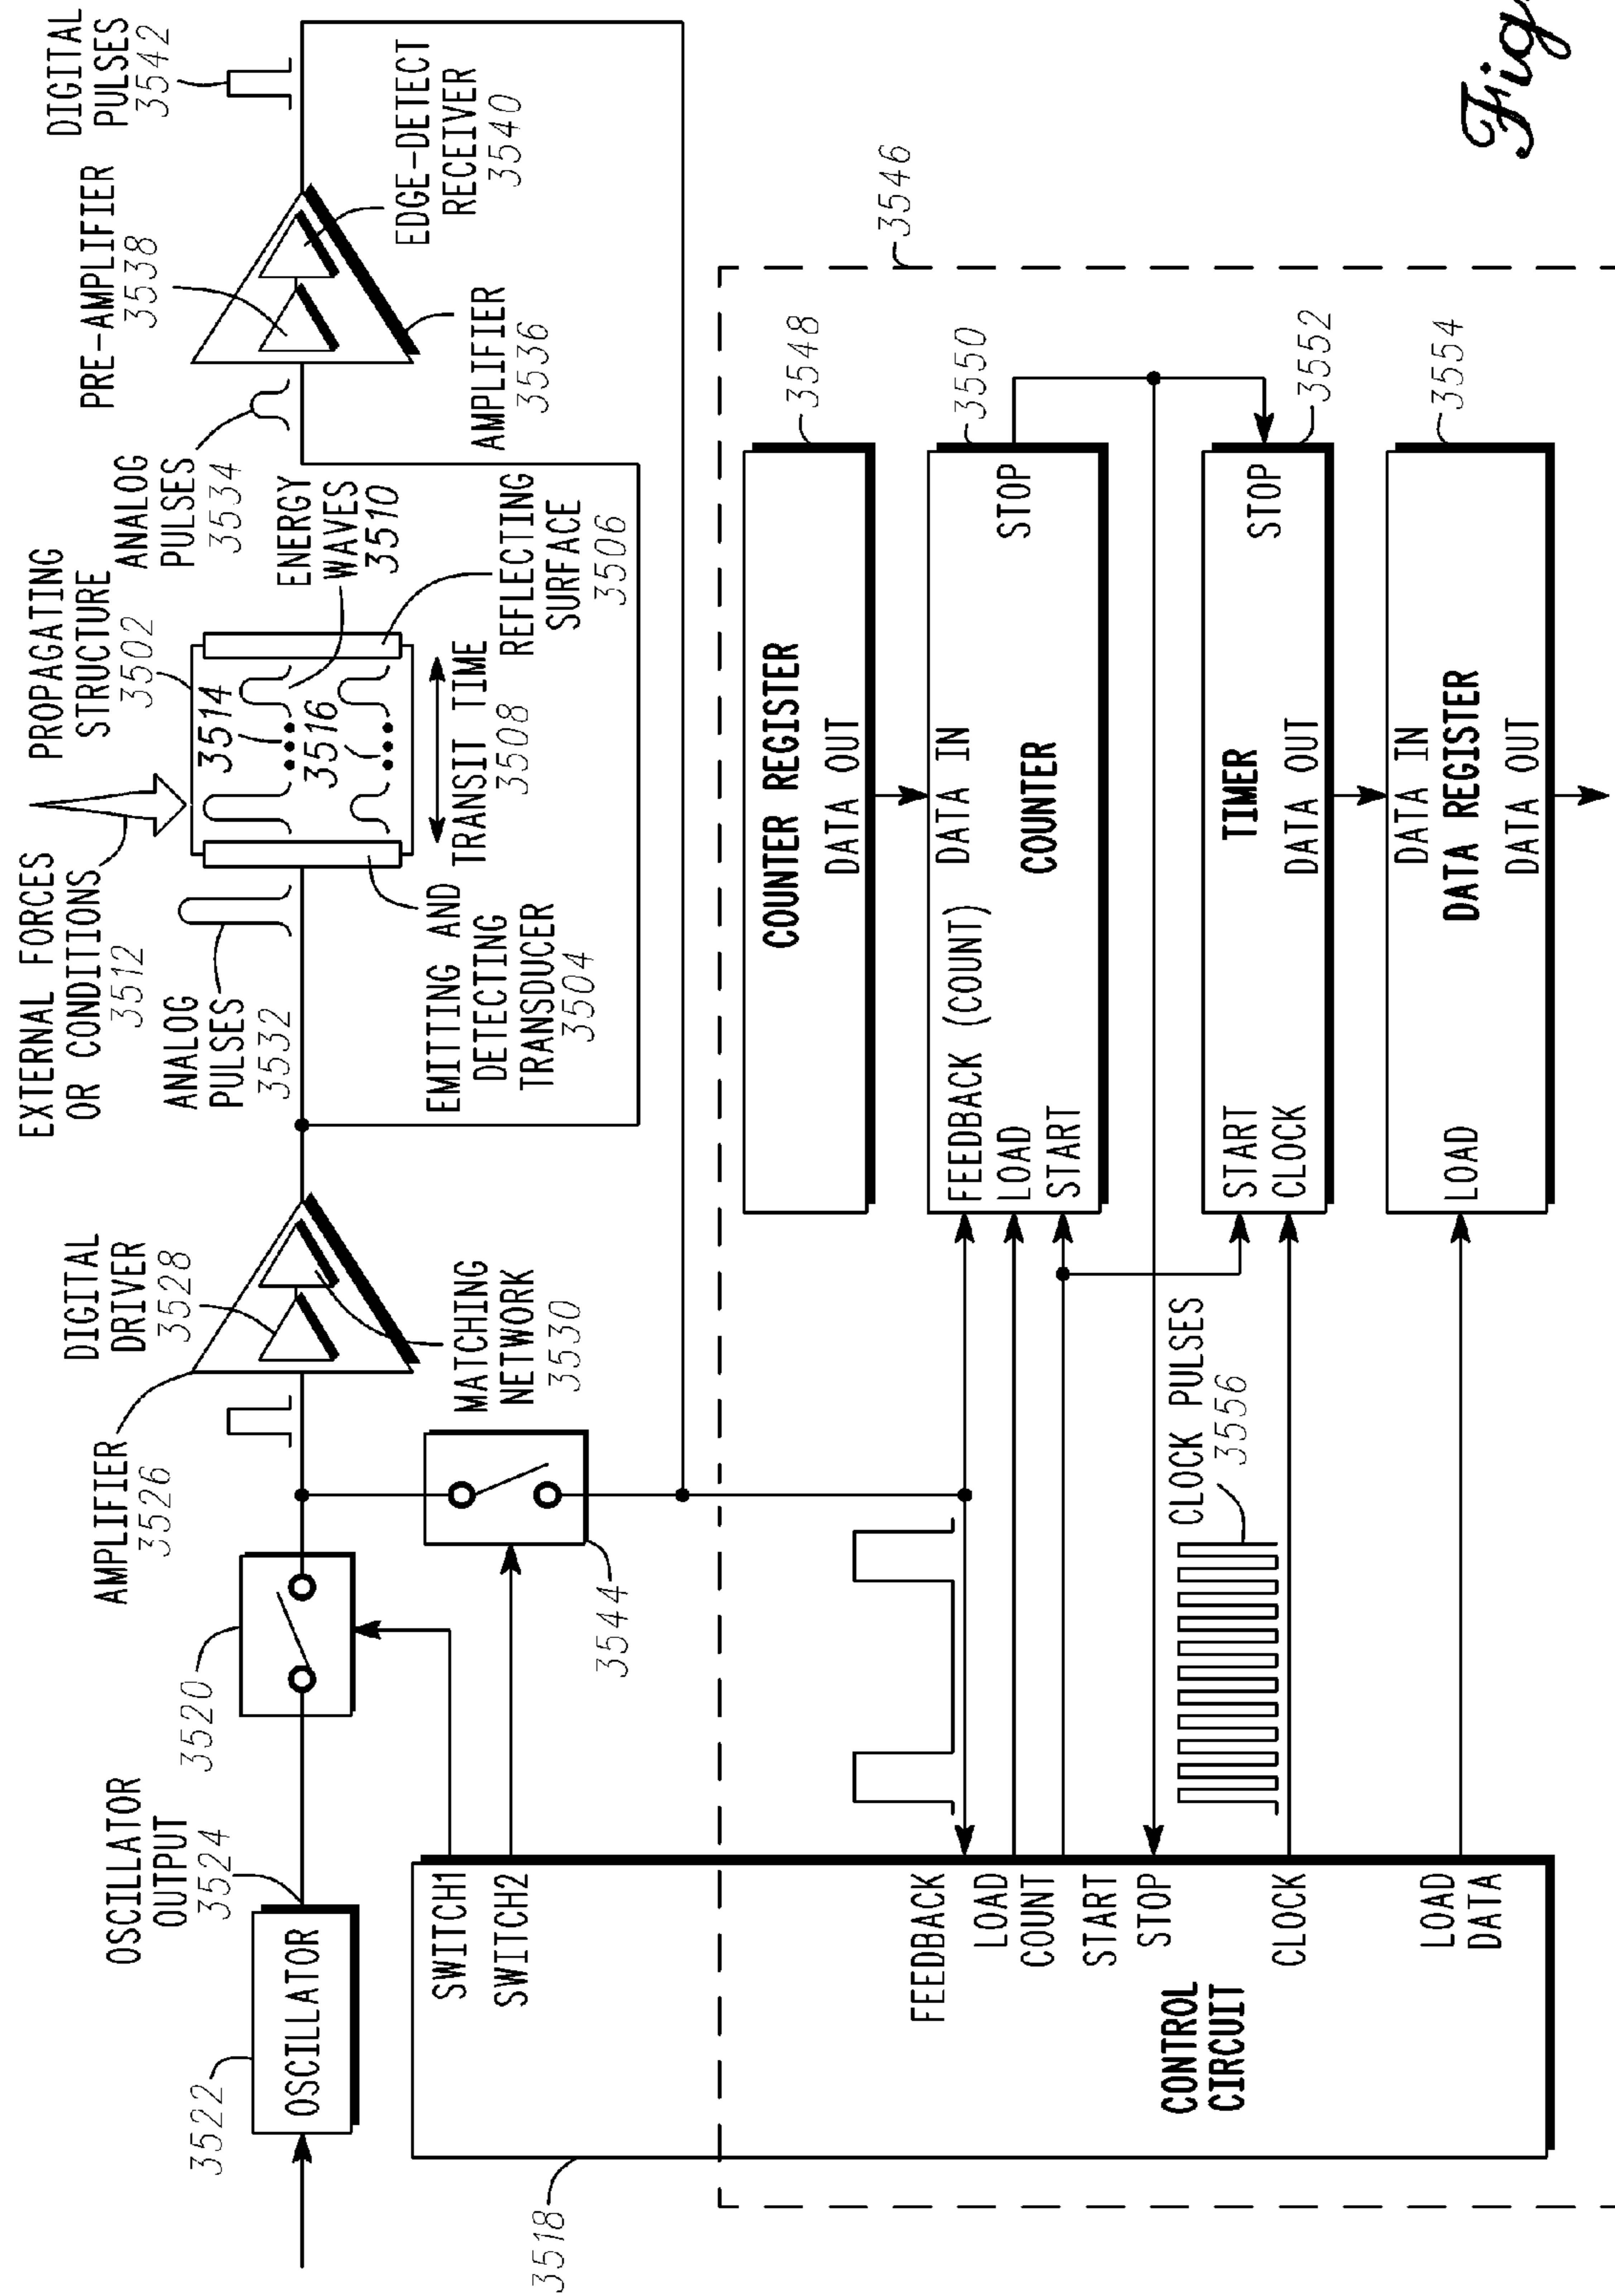 EXTERNAL FORCES
OR CONDITIONS
3512
PROPAGATING
STRUCTURE
3502
DIGITAL
PULSES
3542
PRE-AMPLIFIER
3538
ANALOG
PULSES
3534
ANALOG
PULSES
3532
3514
3516
ENERGY
WAVES
3510
EDGE-DETECT
RECEIVER
3540
AMPLIFIER
3536
REFLECTING
SURFACE
3506
TRANSIT TIME
3508
EMITTING AND
DETECTING
TRANSDUCER
3504
DIGITAL
DRIVER
3528
AMPLIFIER
3526
MATCHING
NETWORK
3530
3520
3544
OSCILLATOR
OUTPUT
3524
3522
OSCILLATOR
3518
SWITCH1
SWITCH2
FEEDBACK
LOAD
COUNT
START
STOP
CLOCK
LOAD
DATA
CONTROL
CIRCUIT
CLOCK PULSES
3556
3546
COUNTER REGISTER
DATA OUT
3548
FEEDBACK (COUNT)
DATA IN
LOAD
START
COUNTER
STOP
3550
START
CLOCK
TIMER
DATA OUT
STOP
3552
LOAD
DATA IN
DATA REGISTER
DATA OUT
3554
Fig